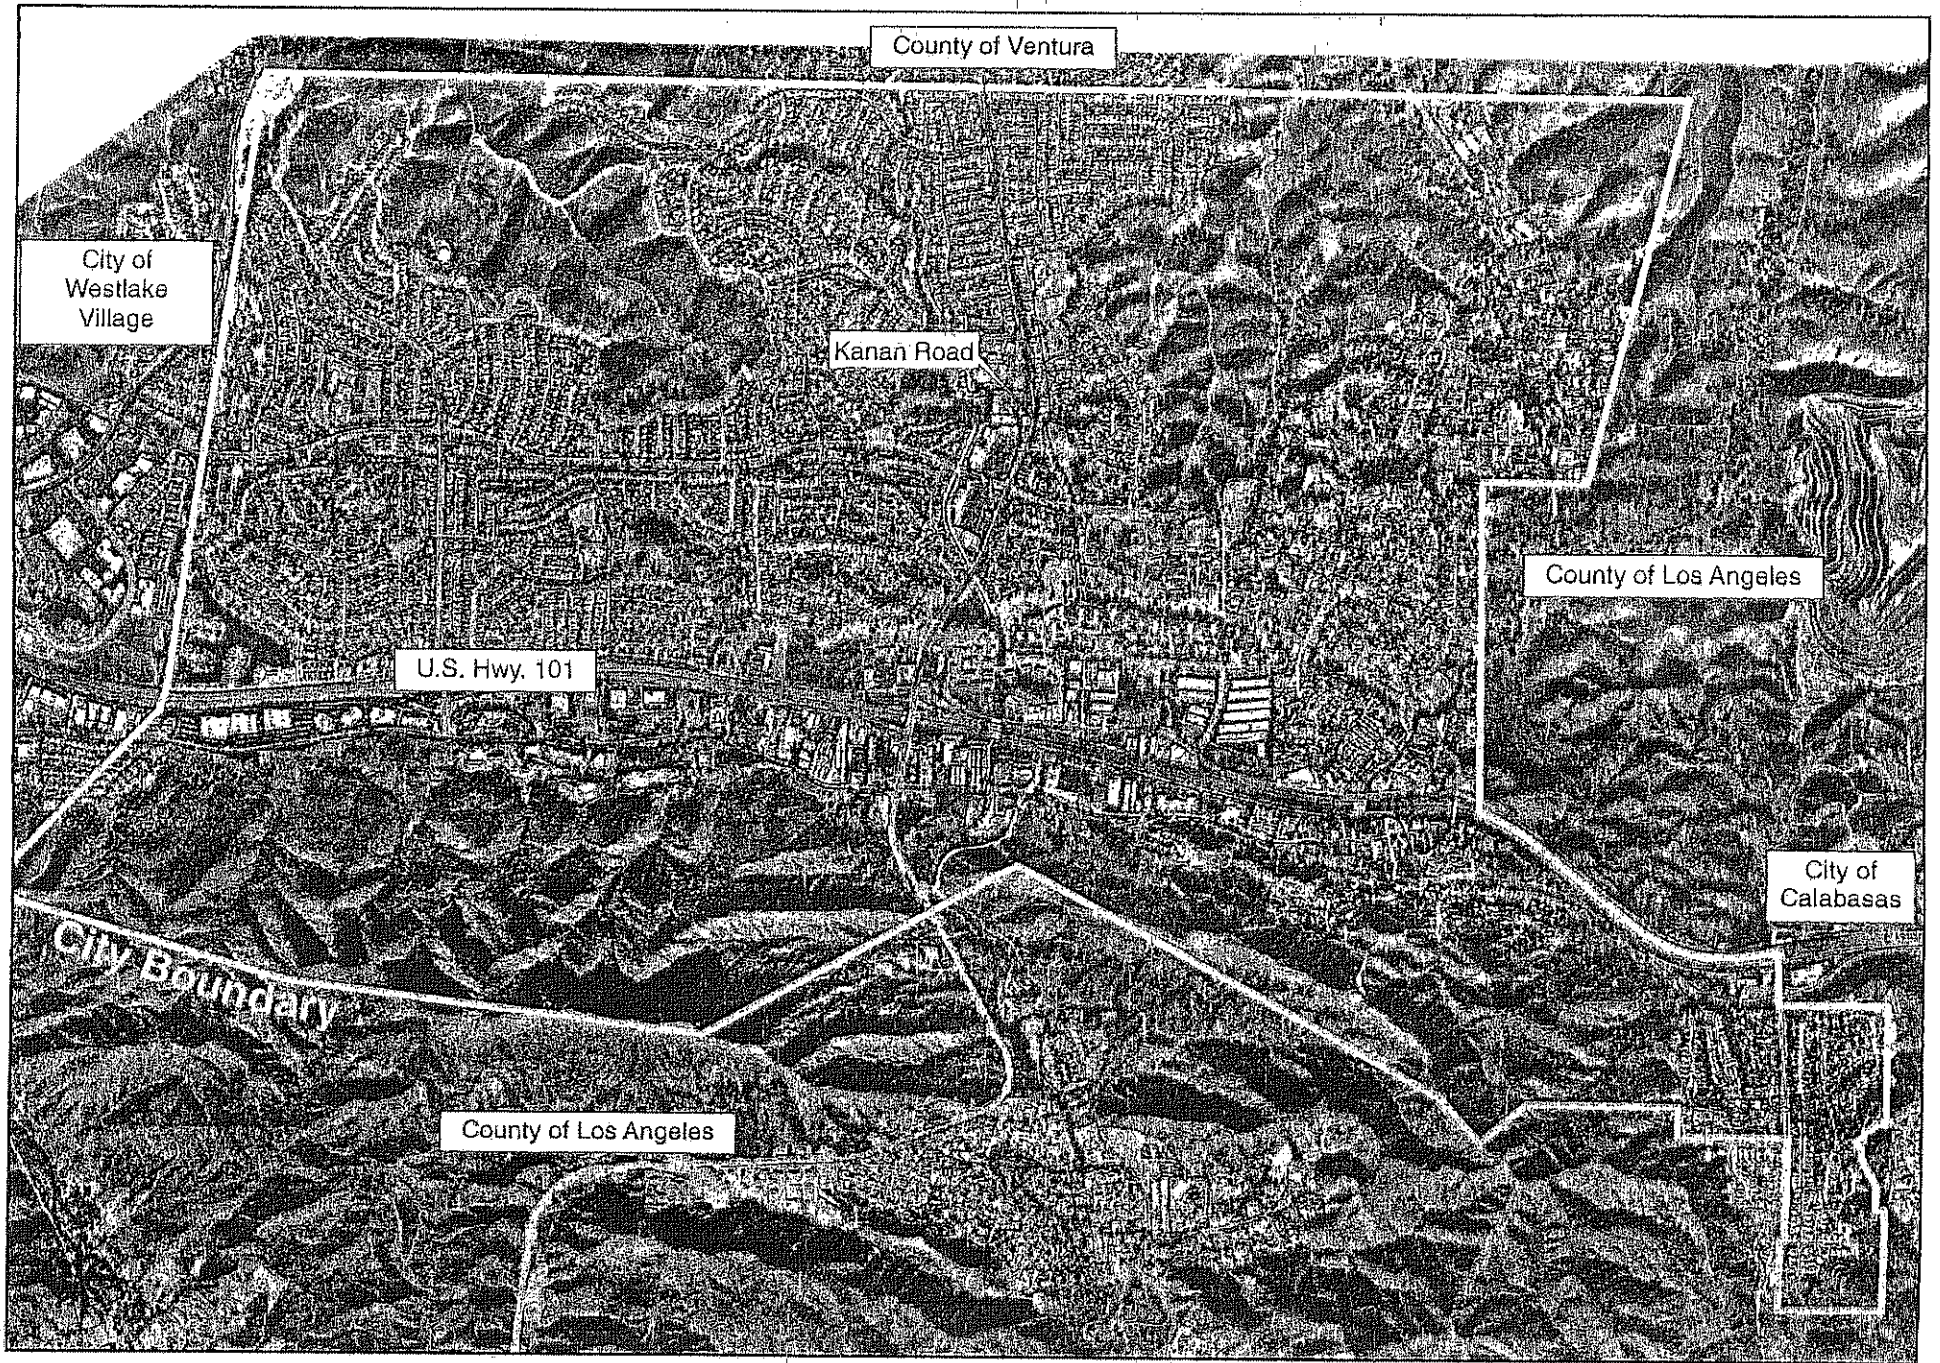 County of Ventura
City of
Westlake
Village
Kanan Road
County of Los Angeles
U.S. Hwy. 101
City of
Calabasas
City Boundary
County of Los Angeles